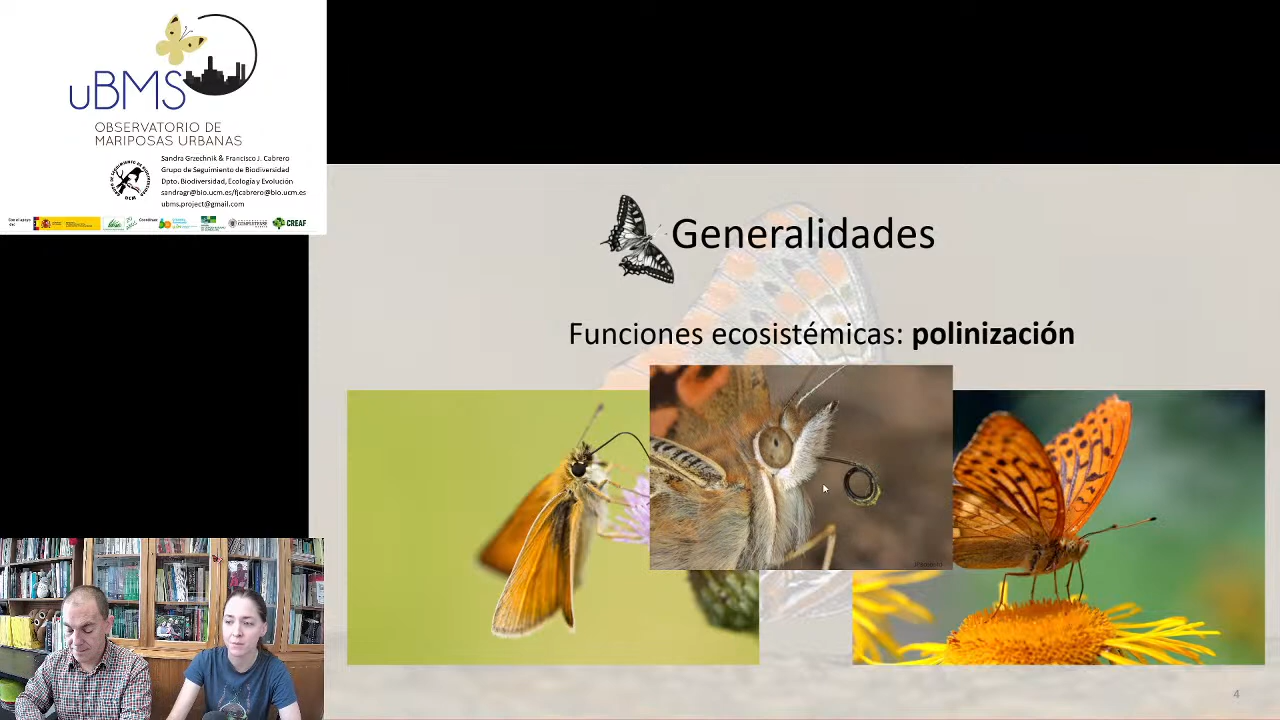 uBMS
OBSERVATORIO DE
MARIPOSAS URBANAS
Sandra Grzechnik & Francisco J. Cabrero
Grupo de Seguimiento de Biodiversidad
Dpto. Biodiversidad, Ecología y Evolución
sandragr@bio.ucm.es/fjcabrero@bio.ucm.es
ubms.project@gmail.com
UCM
CREAF
Generalidades
Funciones ecosistémicas: polinización
4